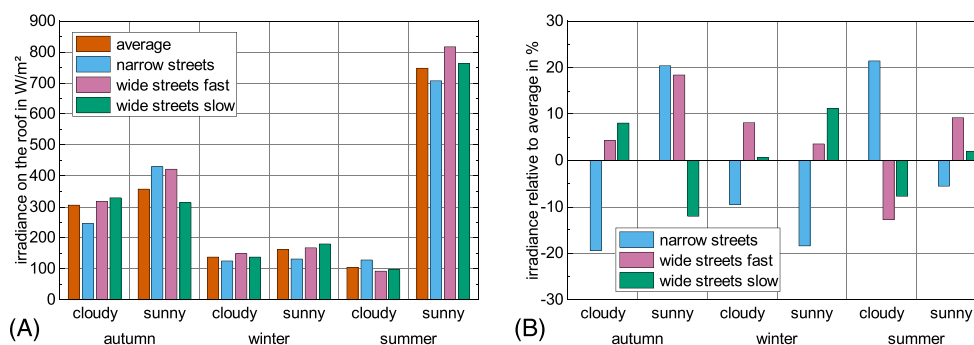 900
800
700
600
500
400
300
200
100
0
irradiance on the roof in W/m²
average
narrow streets
wide streets fast
wide streets slow
cloudy sunny cloudy sunny cloudy sunny
autumn winter summer
(A)
30
20
10
0
-10
-20
-30
irradiance relative to average in %
narrow streets
wide streets fast
wide streets slow
cloudy sunny cloudy sunny cloudy sunny
autumn winter summer
(B)